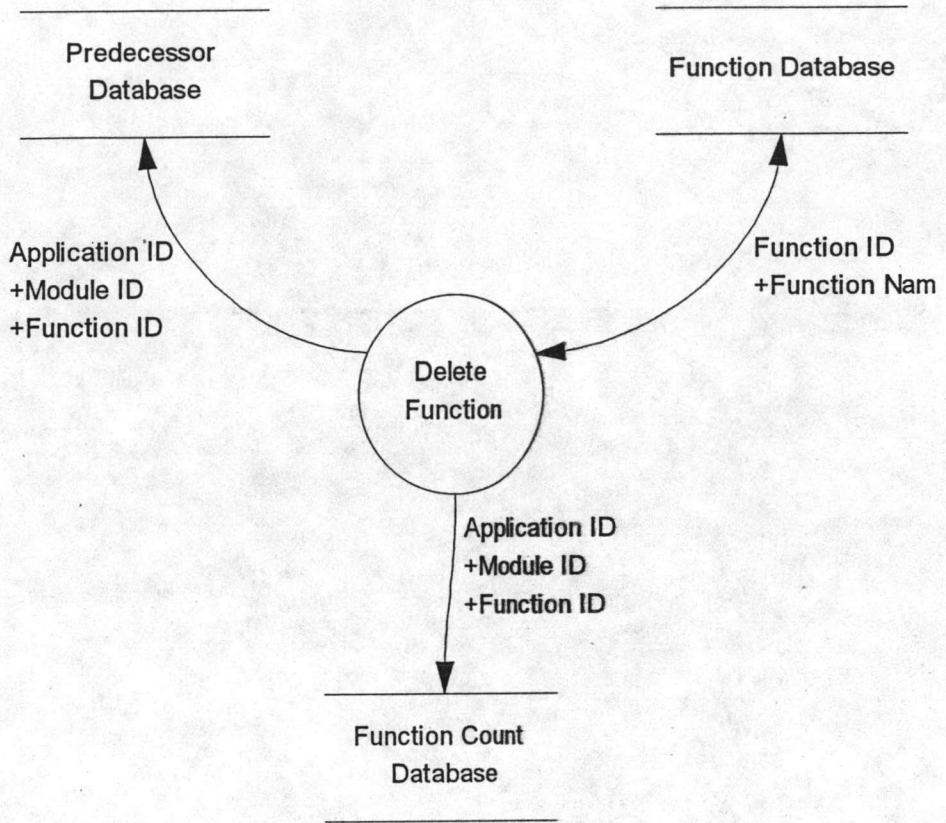 Predecessor
Database
Function Database
Application ID
+Module ID
+Function ID
Function ID
+Function Nam
Delete
Function
Application ID
+Module ID
+Function ID
Function Count
Database